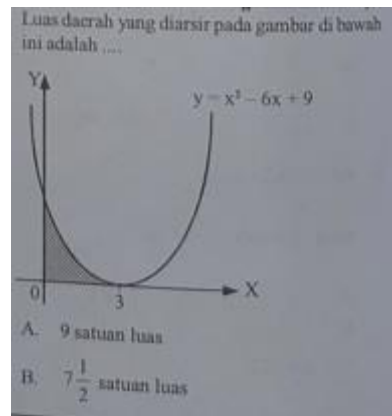 Luas daerah yang diarsir pada gambar di bawah
ini adalah ....
Y
y = x² – 6x + 9
0
3
X
A. 9 satuan luas
B. 7 1/2 satuan luas